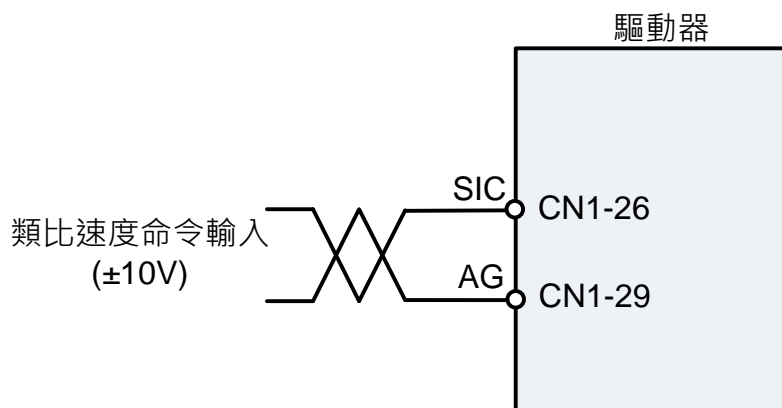 驅動器
SIC
CN1-26
類比速度命令輸入
(±10V)
AG
CN1-29